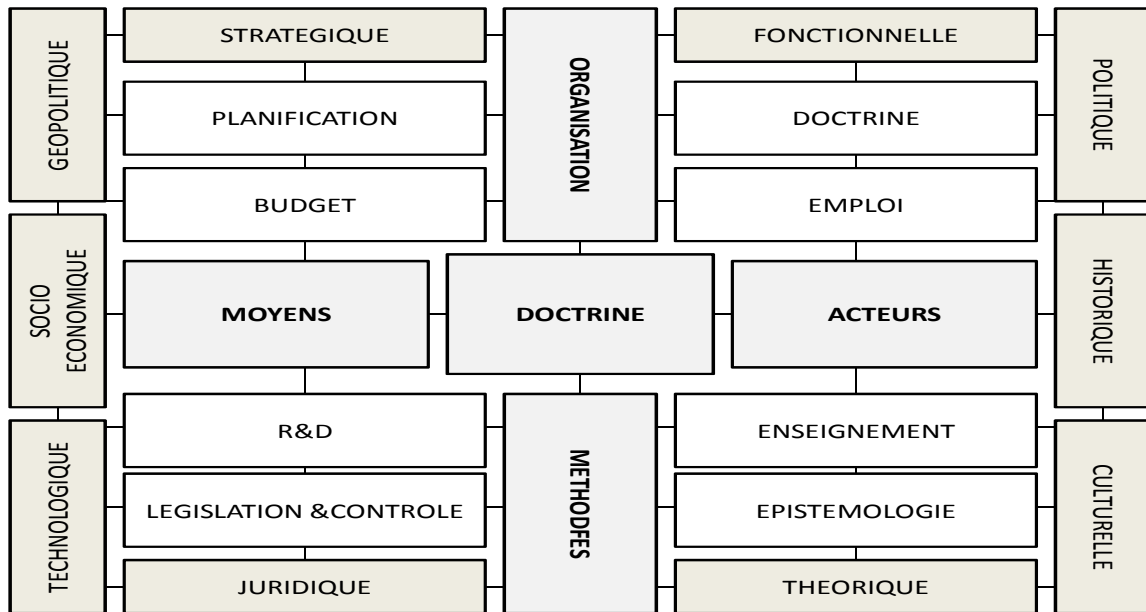 GEOPOLITIQUE
STRATEGIQUE
ORGANISATION
FONCTIONNELLE
POLITIQUE
PLANIFICATION
DOCTRINE
BUDGET
EMPLOI
SOCIO
ECONOMIQUE
MOYENS
DOCTRINE
ACTEURS
HISTORIQUE
TECHNOLOGIQUE
R&D
METHODFES
ENSEIGNEMENT
CULTURELLE
LEGISLATION &CONTROLE
EPISTEMOLOGIE
JURIDIQUE
THEORIQUE